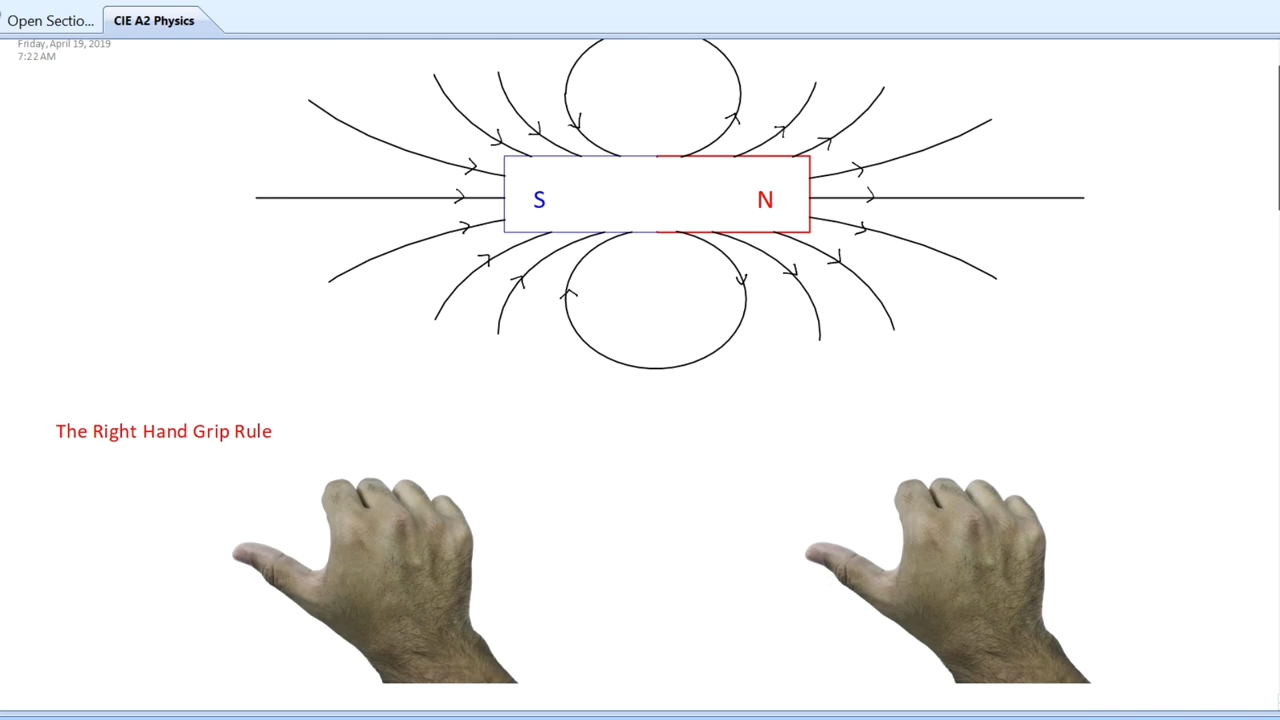 Open Sectio...
CIE A2 Physics
Friday, April 19, 2019
7:22 AM
S
N
The Right Hand Grip Rule